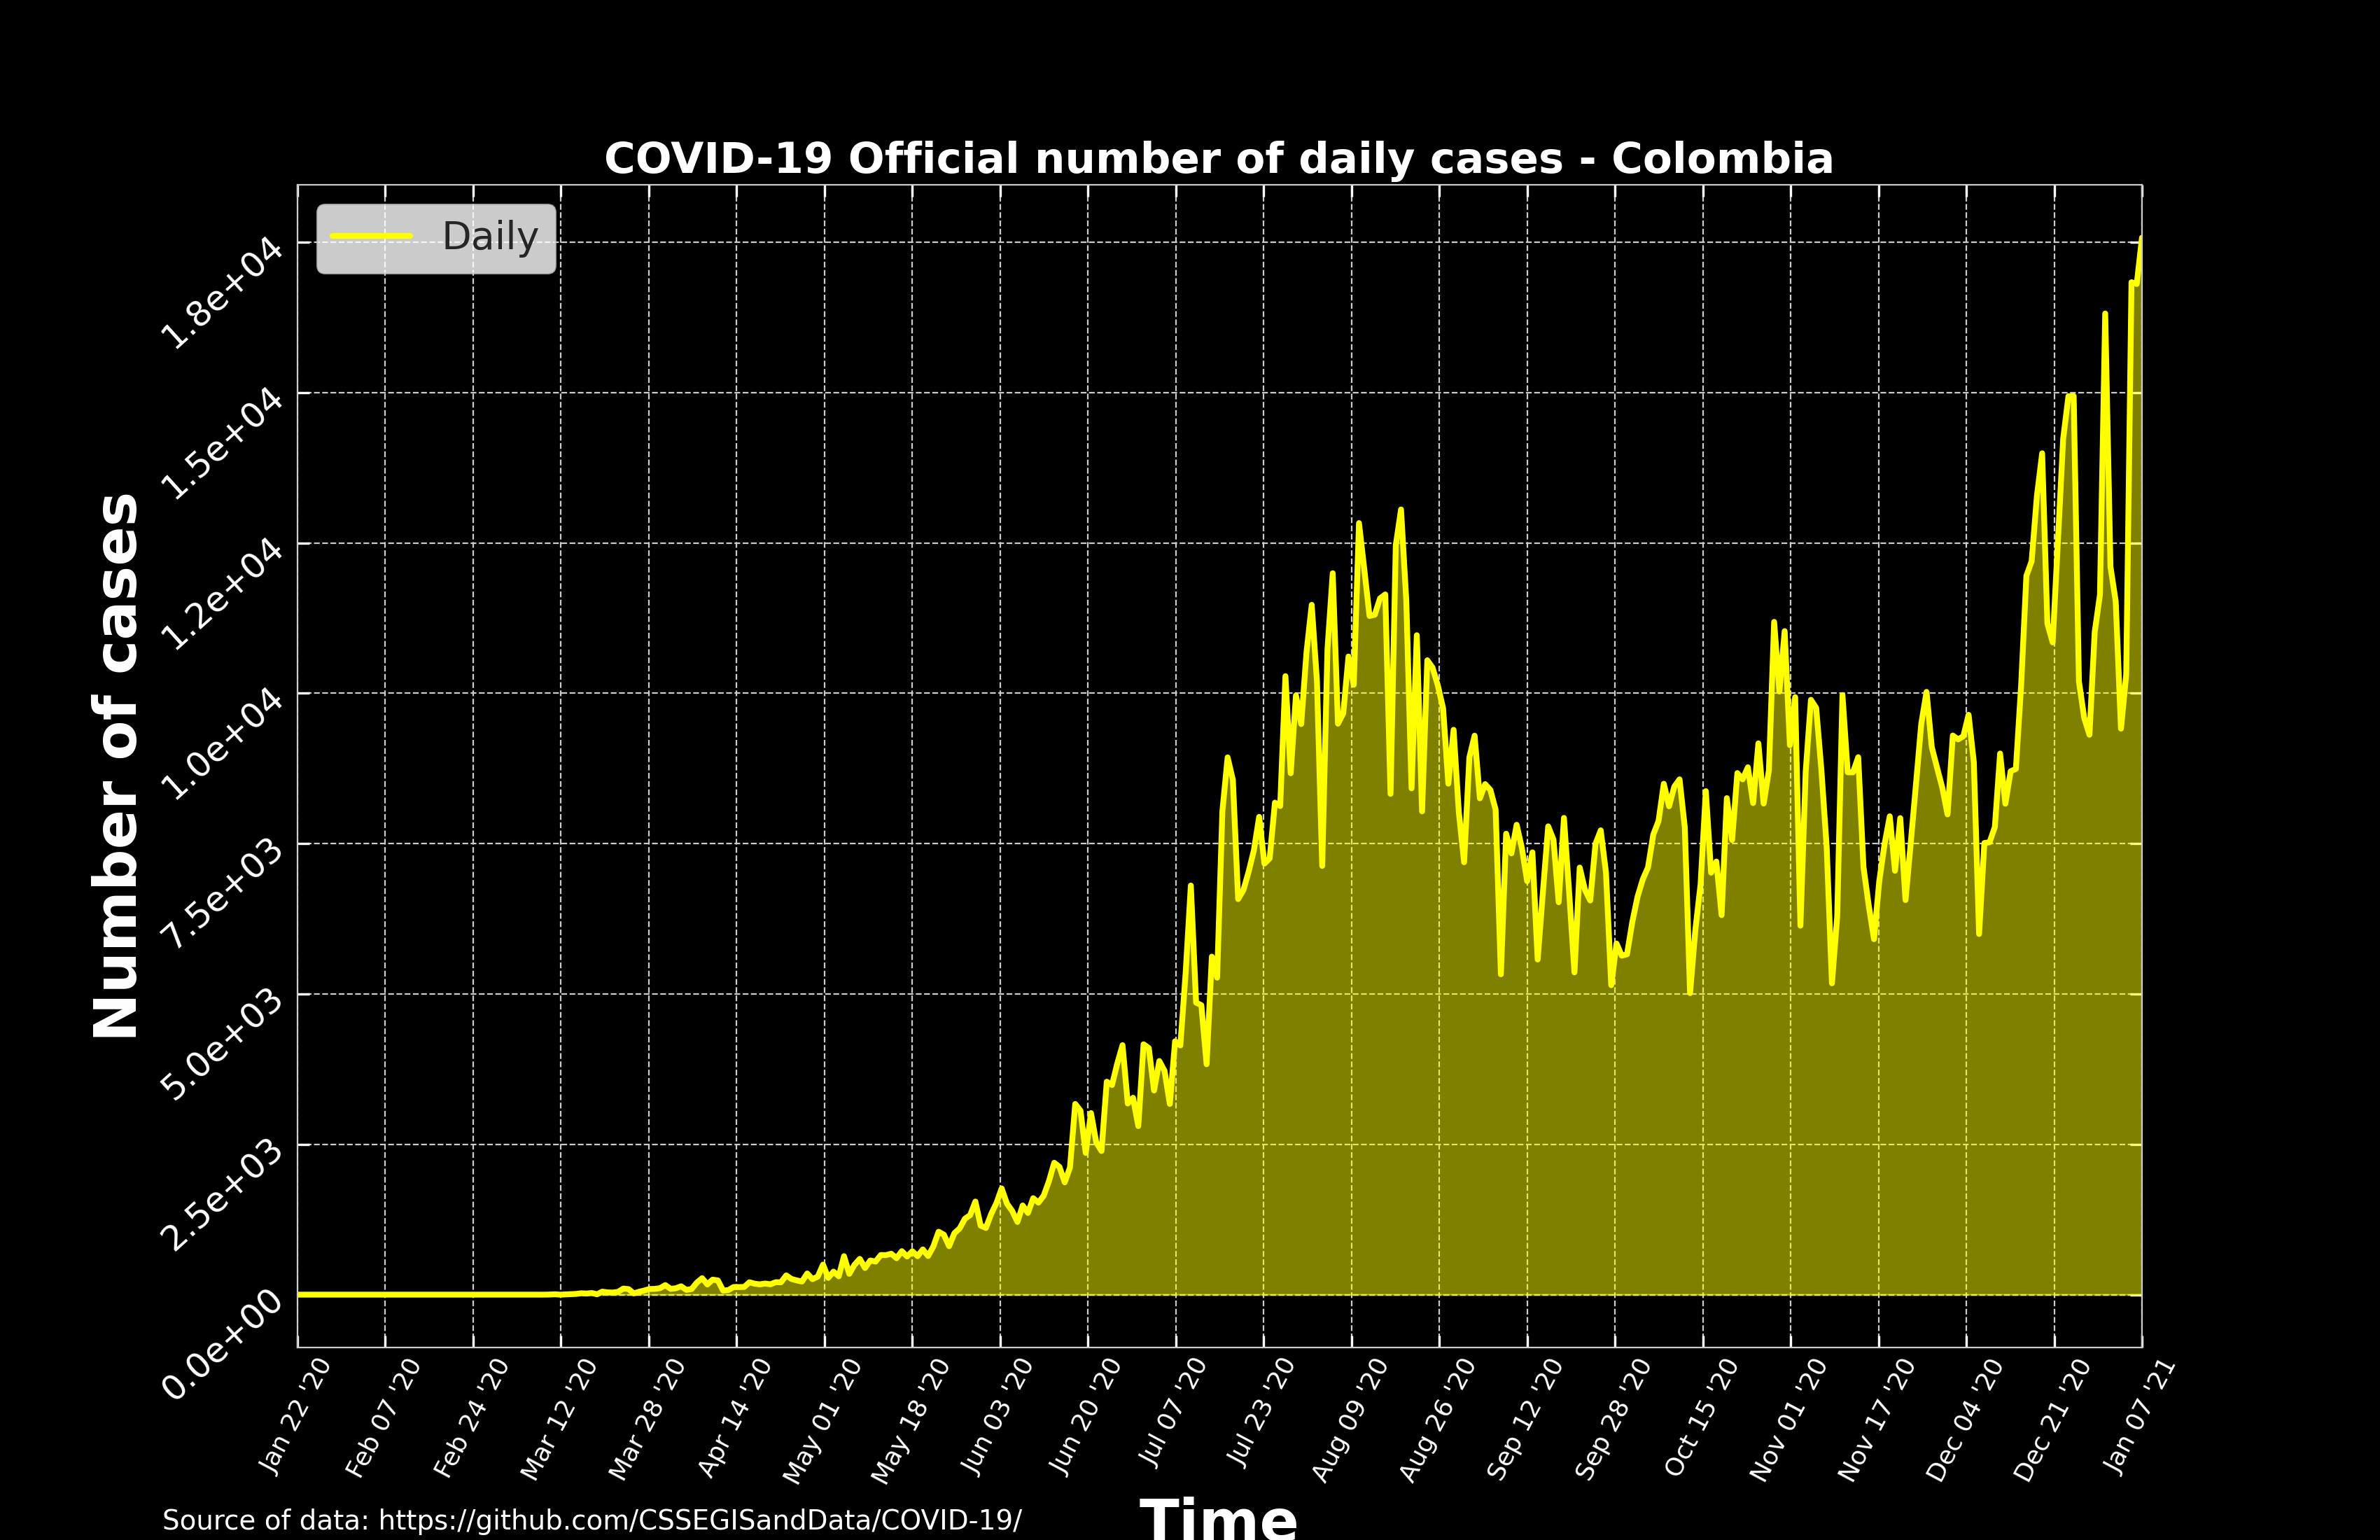 COVID-19 Official number of daily cases - Colombia
Daily
Number of cases
1.8e+04
1.5e+04
1.2e+04
1.0e+04
7.5e+03
5.0e+03
2.5e+03
0.0e+00
Jan 22 '20
Feb 07 '20
Feb 24 '20
Mar 12 '20
Mar 28 '20
Apr 14 '20
May 01 '20
May 18 '20
Jun 03 '20
Jun 20 '20
Jul 07 '20
Jul 23 '20
Aug 09 '20
Aug 26 '20
Sep 12 '20
Sep 28 '20
Oct 15 '20
Nov 01 '20
Nov 17 '20
Dec 04 '20
Dec 21 '20
Jan 07 '21
Time
Source of data: https://github.com/CSSEGISandData/COVID-19/